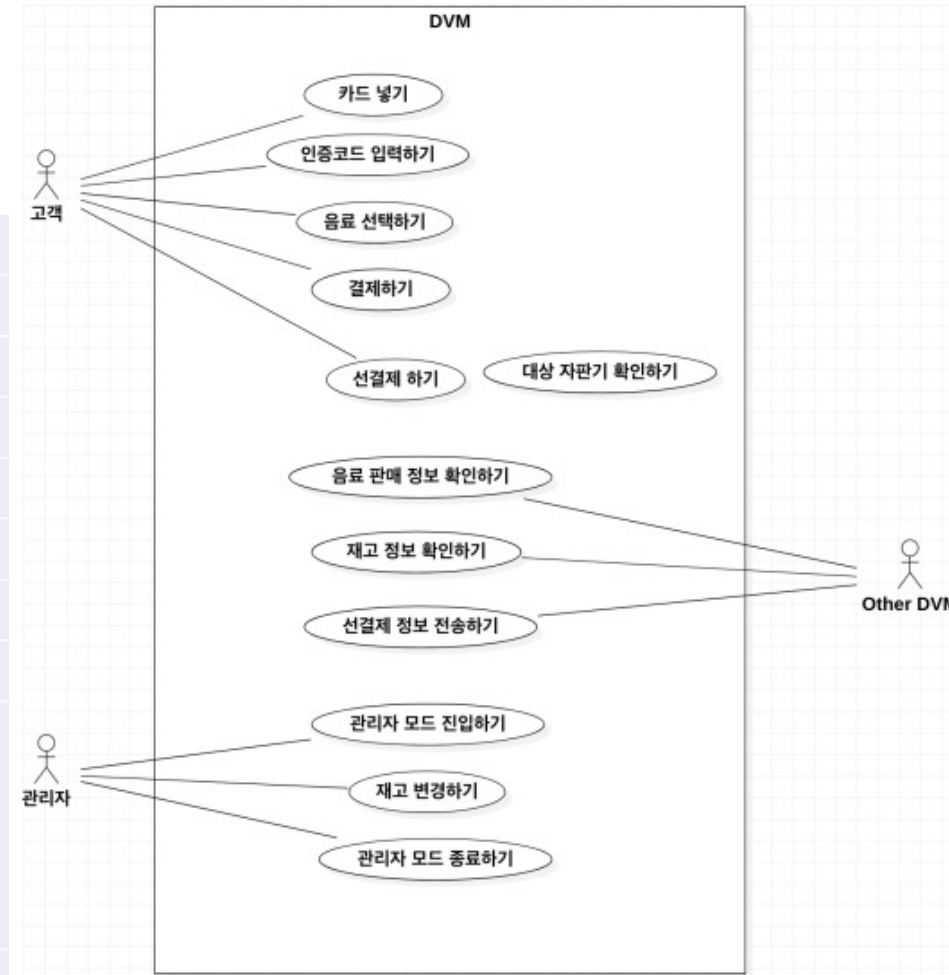 DVM
카드 넣기
인증코드 입력하기
고객
음료 선택하기
결제하기
선결제 하기
대상 자판기 확인하기
음료 판매 정보 확인하기
재고 정보 확인하기
Other DVM
선결제 정보 전송하기
관리자 모드 진입하기
관리자
재고 변경하기
관리자 모드 종료하기